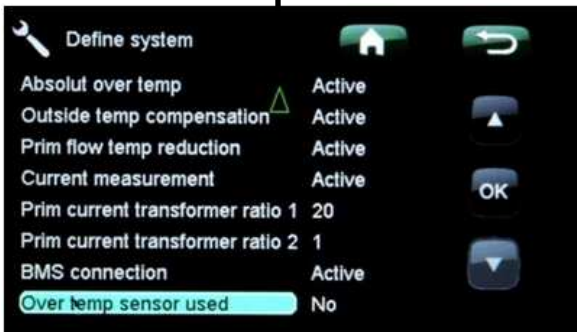 Define system
Absolut over temp Active
Outside temp compensation Active
Prim flow temp reduction Active
Current measurement Active
Prim current transformer ratio 1 20
Prim current transformer ratio 2 1
BMS connection Active
OK
Over temp sensor used No